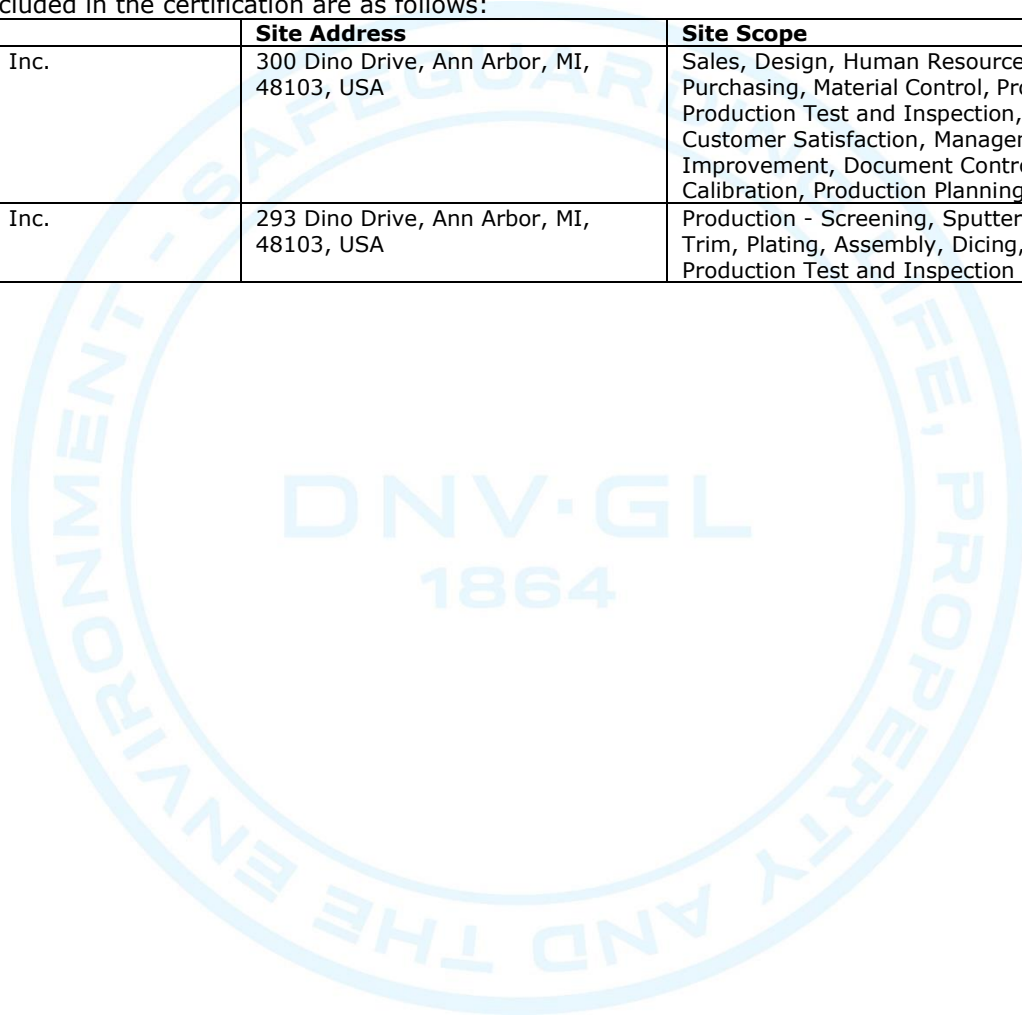 cluded in the certification are as follows:
Site Address Site Scope
Inc. 300 Dino Drive, Ann Arbor, MI, Sales, Design, Human Resource
48103, USA Purchasing, Material Control, Pro
Production Test and Inspection,
Customer Satisfaction, Manager
Improvement, Document Contr
Calibration, Production Planning
Inc. 293 Dino Drive, Ann Arbor, MI, Production - Screening, Sputter
48103, USA Trim, Plating, Assembly, Dicing,
Production Test and Inspection
SAFEGUARDING LIFE, PROPERTY AND THE ENVIRONMENT -
DNV·GL
1864